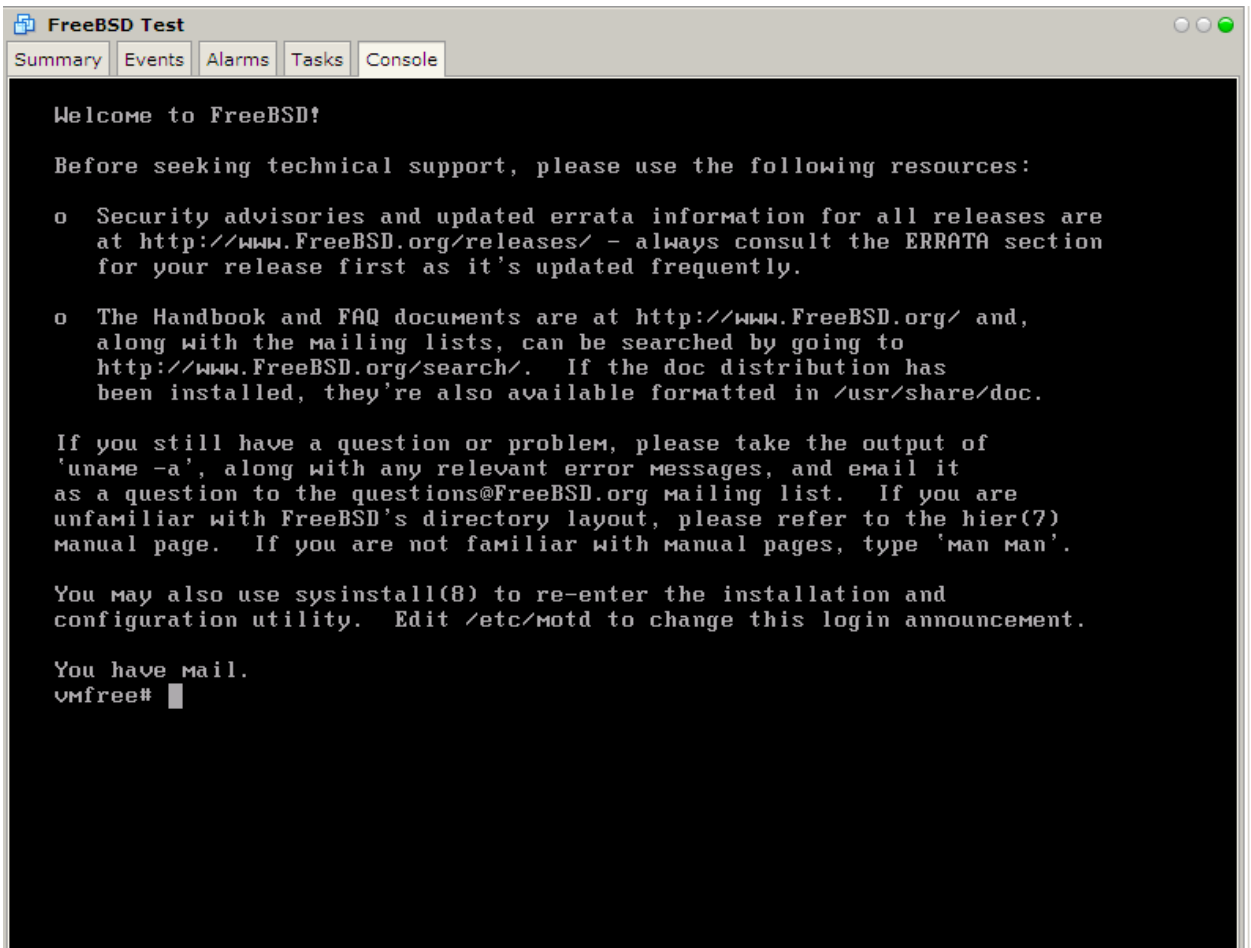 FreeBSD Test
Summary Events Alarms Tasks Console
Welcome to FreeBSD!
Before seeking technical support, please use the following resources:
o  Security advisories and updated errata information for all releases are
at http://www.FreeBSD.org/releases/ - always consult the ERRATA section
for your release first as it's updated frequently.
o  The Handbook and FAQ documents are at http://www.FreeBSD.org/ and,
along with the mailing lists, can be searched by going to
http://www.FreeBSD.org/search/.  If the doc distribution has
been installed, they're also available formatted in /usr/share/doc.
If you still have a question or problem, please take the output of
`uname -a', along with any relevant error messages, and email it
as a question to the questions@FreeBSD.org mailing list.  If you are
unfamiliar with FreeBSD's directory layout, please refer to the hier(7)
manual page.  If you are not familiar with manual pages, type `man man'.
You may also use sysinstall(8) to re-enter the installation and
configuration utility.  Edit /etc/motd to change this login announcement.
You have mail.
vmfree#